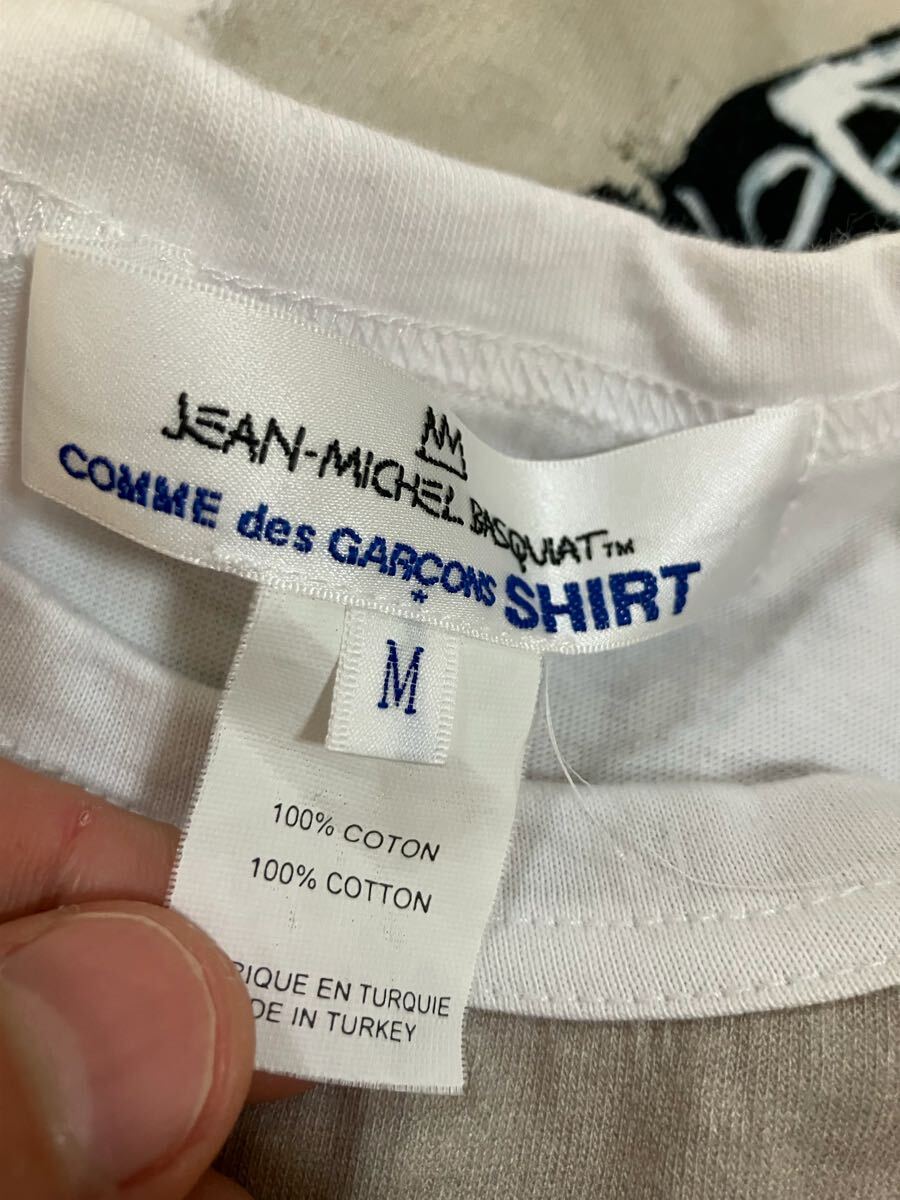 JEAN-MICHEL BASQUIAT™
COMME des GARÇONS SHIRT
*
M
100% COTON
100% COTTON
RIQUE EN TURQUIE
DE IN TURKEY